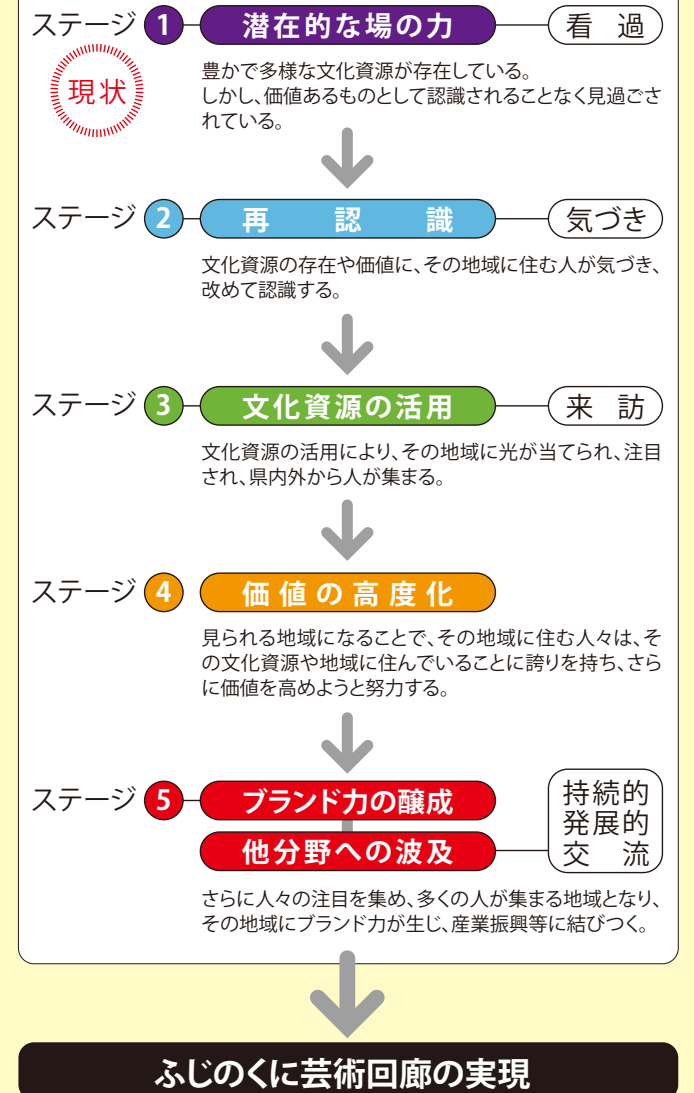 ステージ 1 潜在的な場の力 看過
現状
豊かで多様な文化資源が存在している。
しかし、価値あるものとして認識されることなく見過ごさ
れている。
ステージ 2 再認識 気づき
文化資源の存在や価値に、その地域に住む人が気づき、
改めて認識する。
ステージ 3 文化資源の活用 来訪
文化資源の活用により、その地域に光が当てられ、注目
され、県内外から人が集まる。
ステージ 4 価値の高度化
見られる地域になることで、その地域に住む人々は、そ
の文化資源や地域に住んでいることに誇りを持ち、さら
に価値を高めようと努力する。
ステージ 5 ブランド力の醸成
他分野への波及
持続的
発展的
交流
さらに人々の注目を集め、多くの人が集まる地域となり、
その地域にブランド力が生じ、産業振興等に結びつく。
ふじのくに芸術回廊の実現